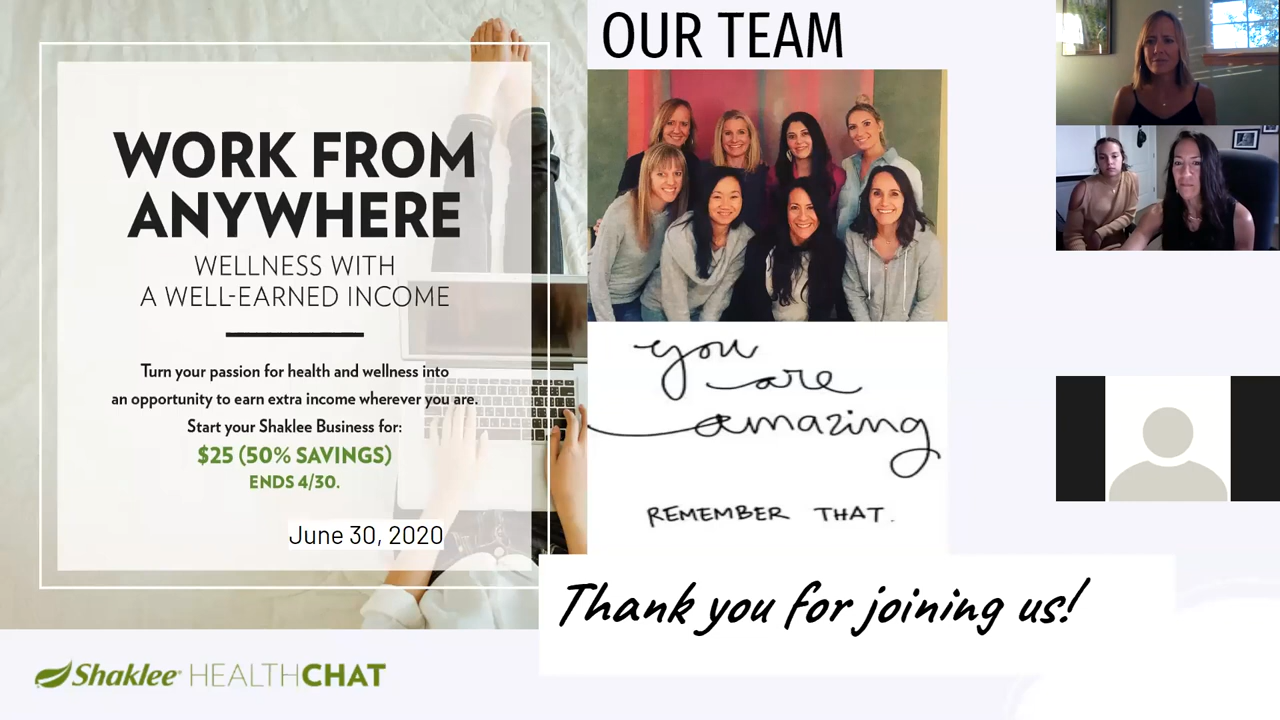 WORK FROM
ANYWHERE
WELLNESS WITH
A WELL-EARNED INCOME
Turn your passion for health and wellness into
an opportunity to earn extra income wherever you are.
Start your Shaklee Business for:
$25 (50% SAVINGS)
ENDS 4/30.
June 30, 2020
Shaklee HEALTHCHAT
OUR TEAM
you
are
amazing
REMEMBER THAT.
Thank you for joining us!